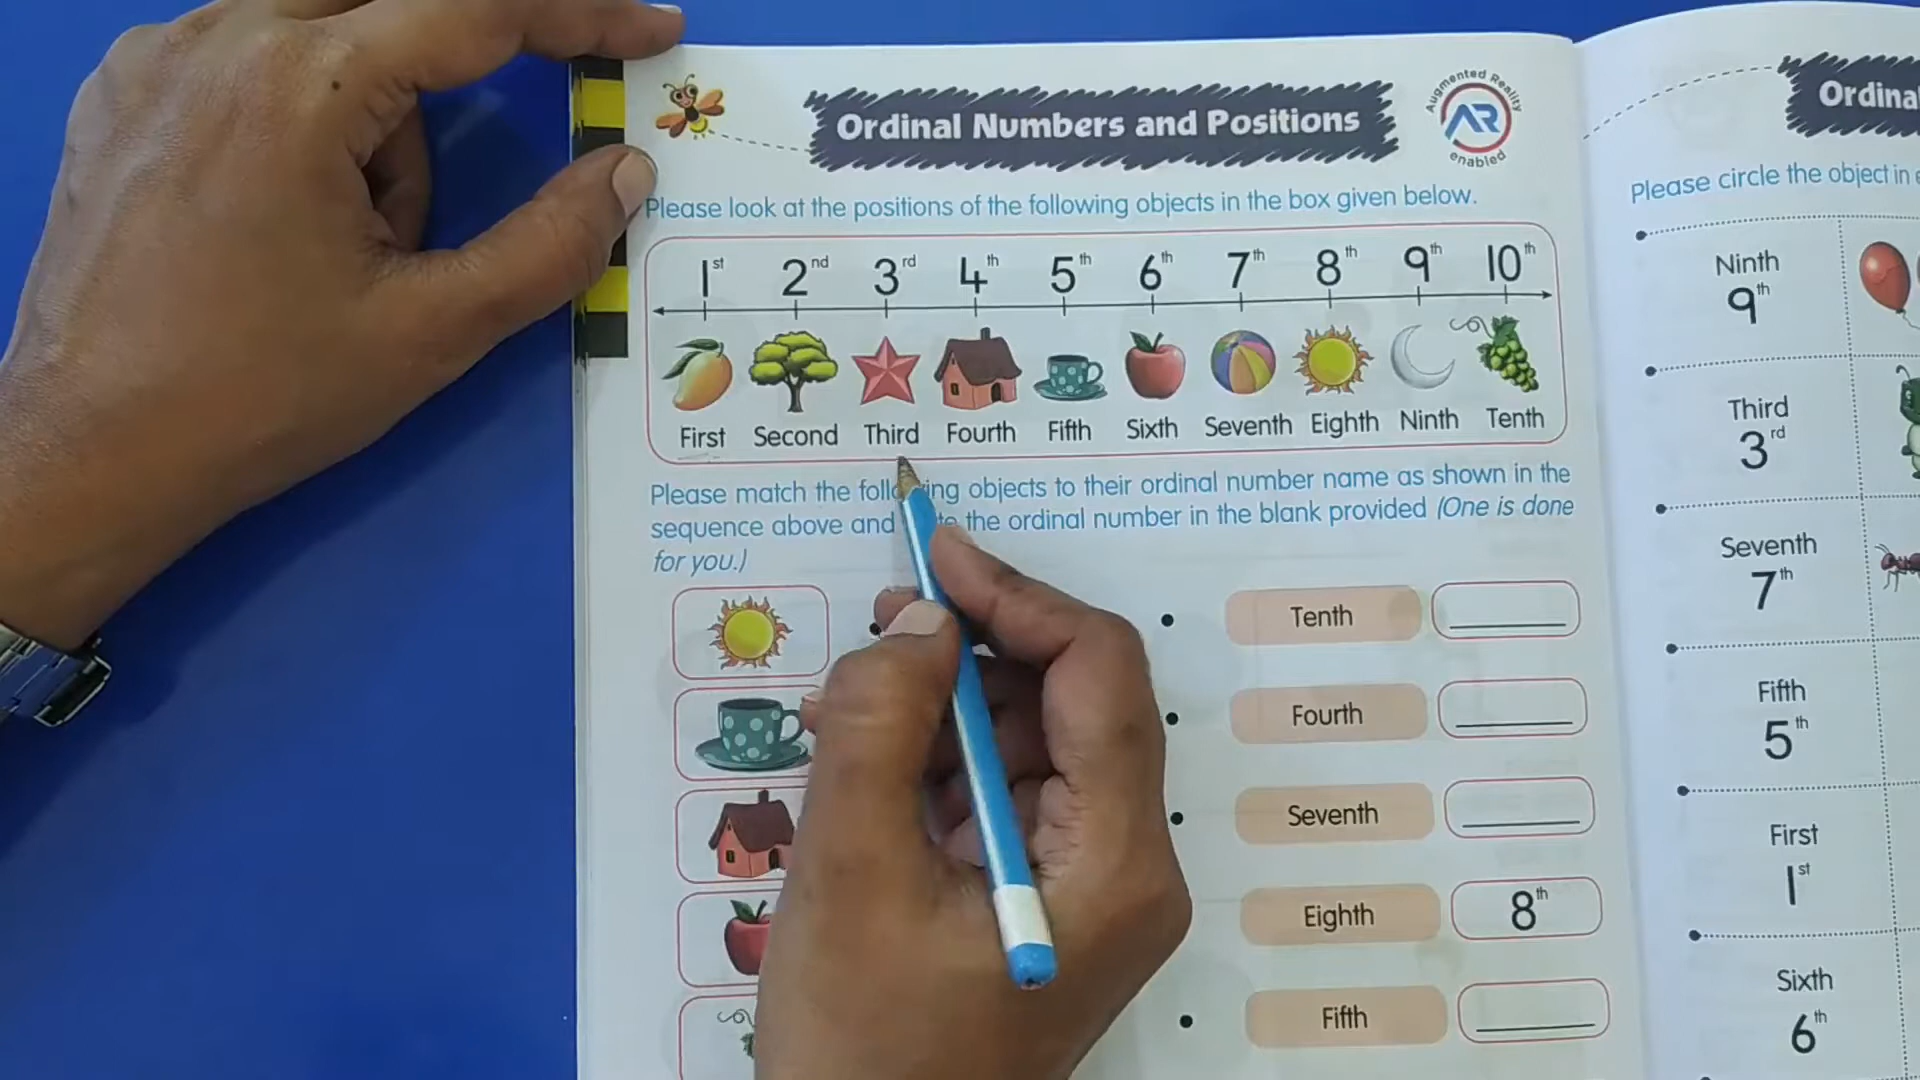 Ordinal Numbers and Positions
Augmented Reality
AR
enabled
Please look at the positions of the following objects in the box given below.
1st 2nd 3rd 4th 5th 6th 7th 8th 9th 10th
First Second Third Fourth Fifth Sixth Seventh Eighth Ninth Tenth
Please match the following objects to their ordinal number name as shown in the
sequence above and the ordinal number in the blank provided (One is done
for you.)
Tenth
Fourth
Seventh
Eighth 8th
Fifth
Please circle the object in
Ninth
9th
Third
3rd
Seventh
7th
Fifth
5th
First
1st
Sixth
6th